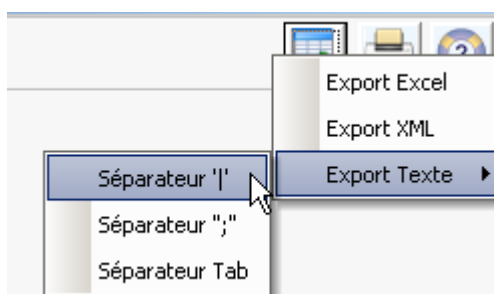 Export Excel
Export XML
Export Texte
Séparateur '|'
Séparateur ";"
Séparateur Tab